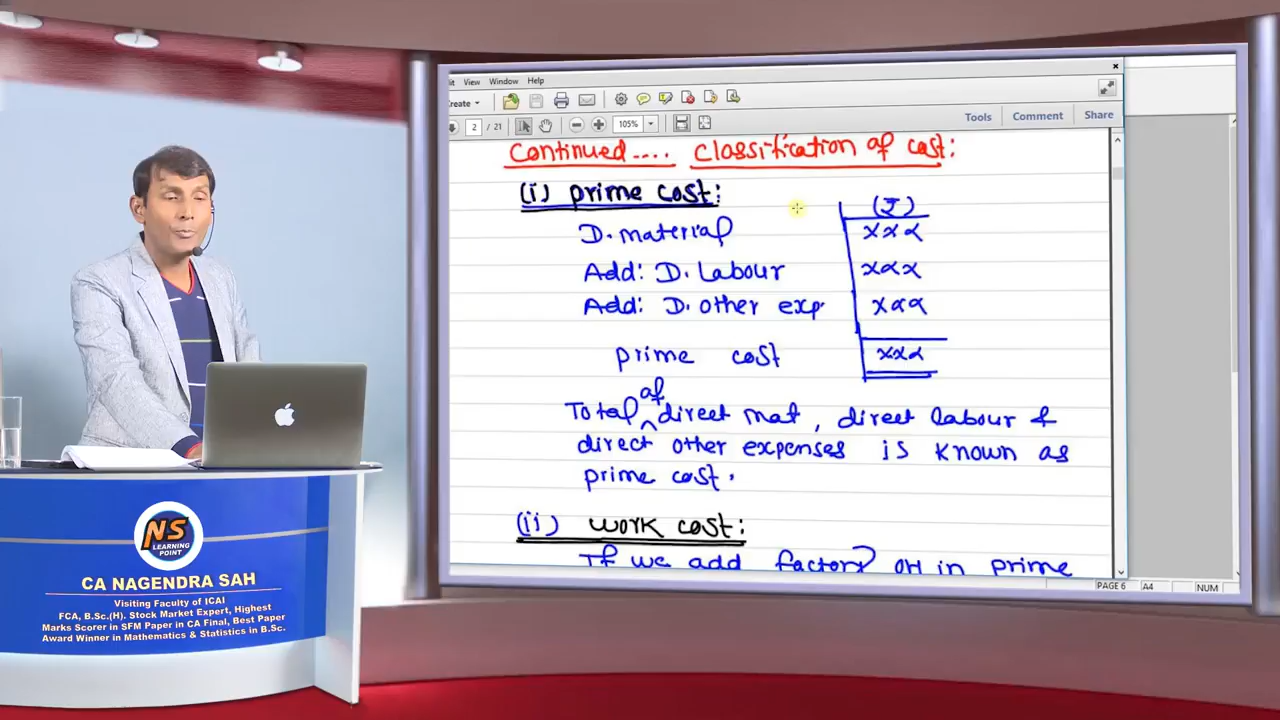 it View Window Help
Create
2 / 21
105%
Tools Comment Share
Continued.... Classification of cost:
(i) prime cost:
(₹)
D. material xxx
Add: D. Labour xxx
Add: D. other exp. xxx
prime cost xxx
of
Total direct mat, direct labour &
direct other expenses is known as
prime cost.
(ii) work cost:
If we add factory OH in prime
PAGE 6 A4 NUM
NS
LEARNING
POINT
CA NAGENDRA SAH
Visiting Faculty of ICAI
FCA, B.Sc.(H). Stock Market Expert, Highest
Marks Scorer in SFM Paper in CA Final, Best Paper
Award Winner in Mathematics & Statistics in B.Sc.